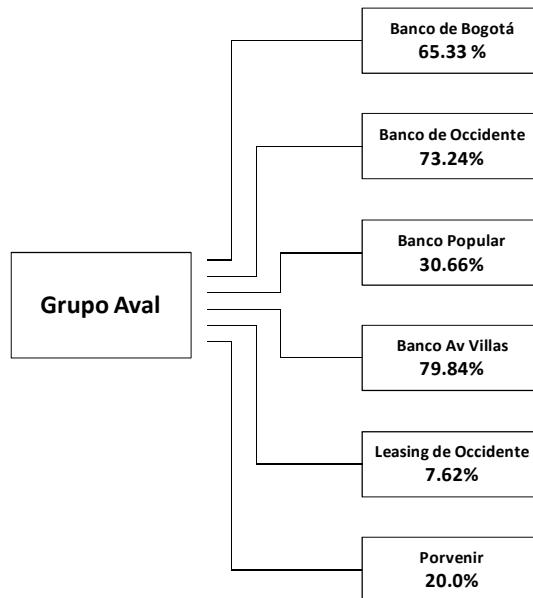 Banco de Bogotá
65.33 %
Banco de Occidente
73.24%
Banco Popular
30.66%
Grupo Aval
Banco Av Villas
79.84%
Leasing de Occidente
7.62%
Porvenir
20.0%